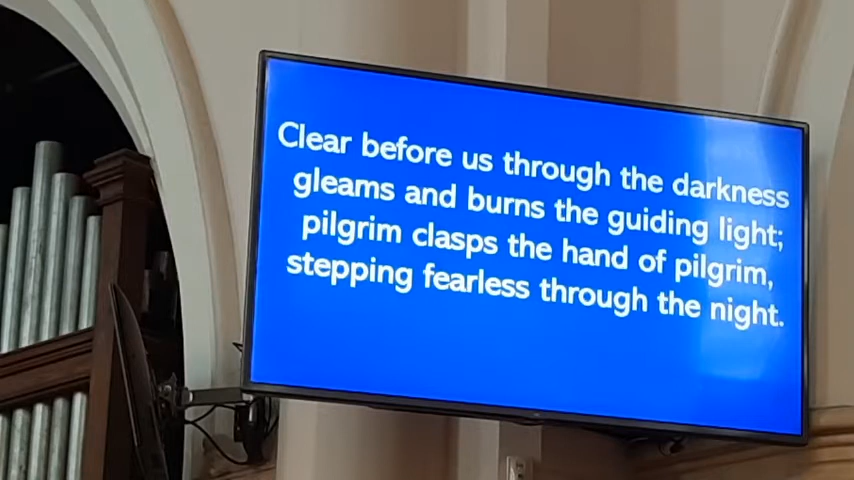 Clear before us through the darkness
gleams and burns the guiding light;
pilgrim clasps the hand of pilgrim,
stepping fearless through the night.